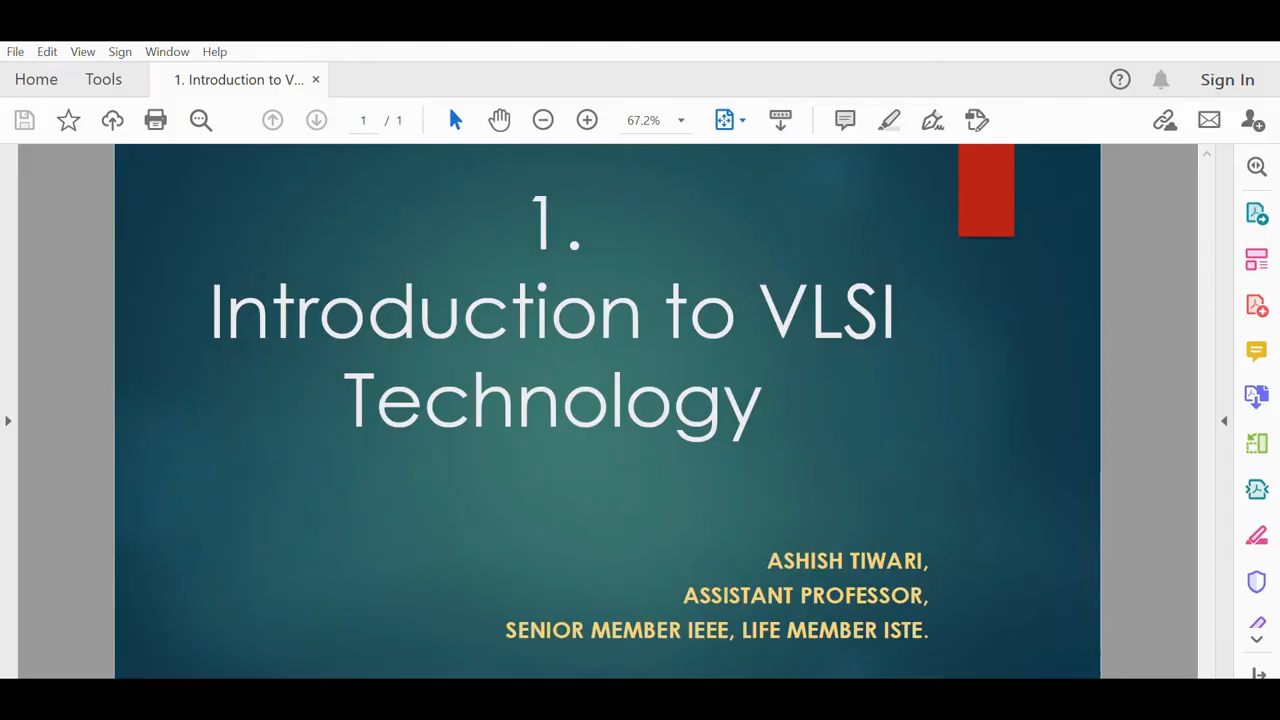 File Edit View Sign Window Help
Home Tools 1. Introduction to V... × Sign In
1 / 1 67.2%
1.
Introduction to VLSI
Technology
ASHISH TIWARI,
ASSISTANT PROFESSOR,
SENIOR MEMBER IEEE, LIFE MEMBER ISTE.